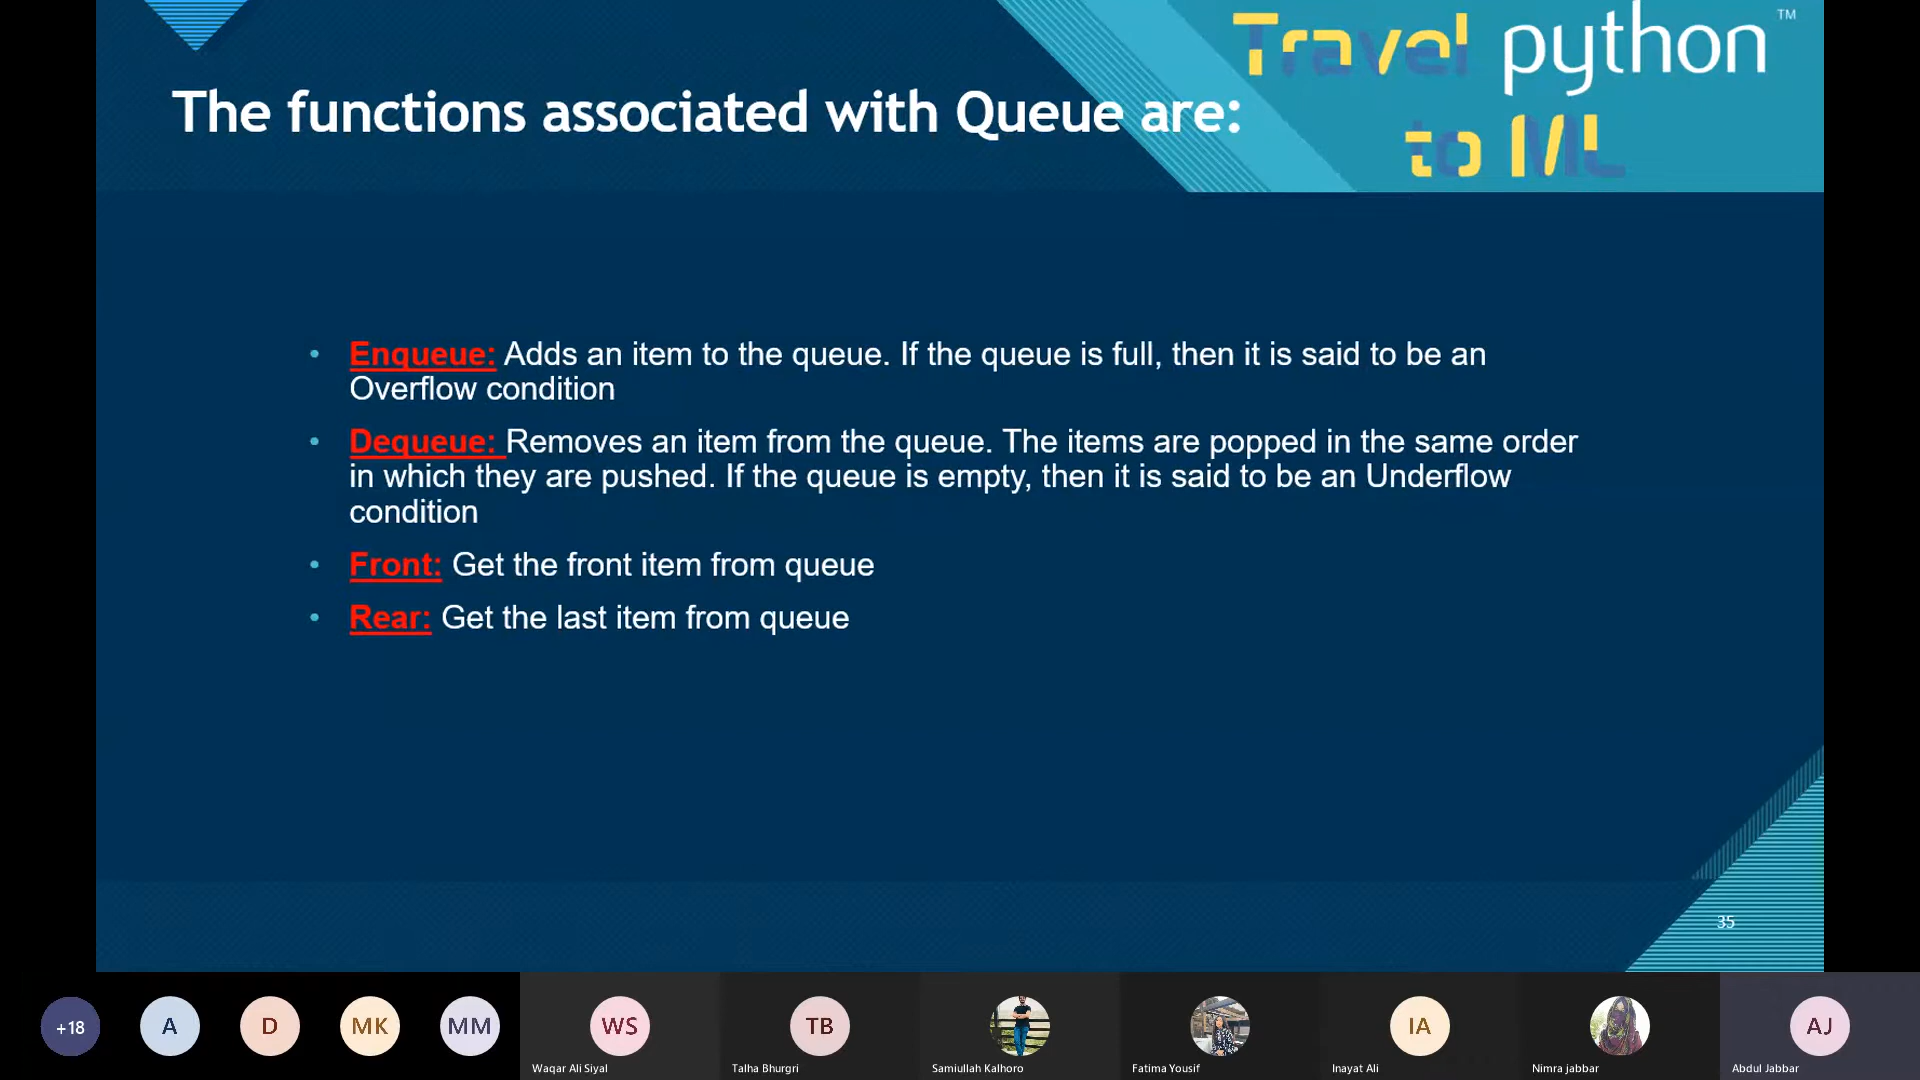 Travel python ™
to ML
The functions associated with Queue are:
• Enqueue: Adds an item to the queue. If the queue is full, then it is said to be an
Overflow condition
• Dequeue: Removes an item from the queue. The items are popped in the same order
in which they are pushed. If the queue is empty, then it is said to be an Underflow
condition
• Front: Get the front item from queue
• Rear: Get the last item from queue
35
+18
A
D
MK
MM
WS
TB
IA
AJ
Waqar Ali Siyal
Talha Bhurgri
Samiullah Kalhoro
Fatima Yousif
Inayat Ali
Nimra jabbar
Abdul Jabbar